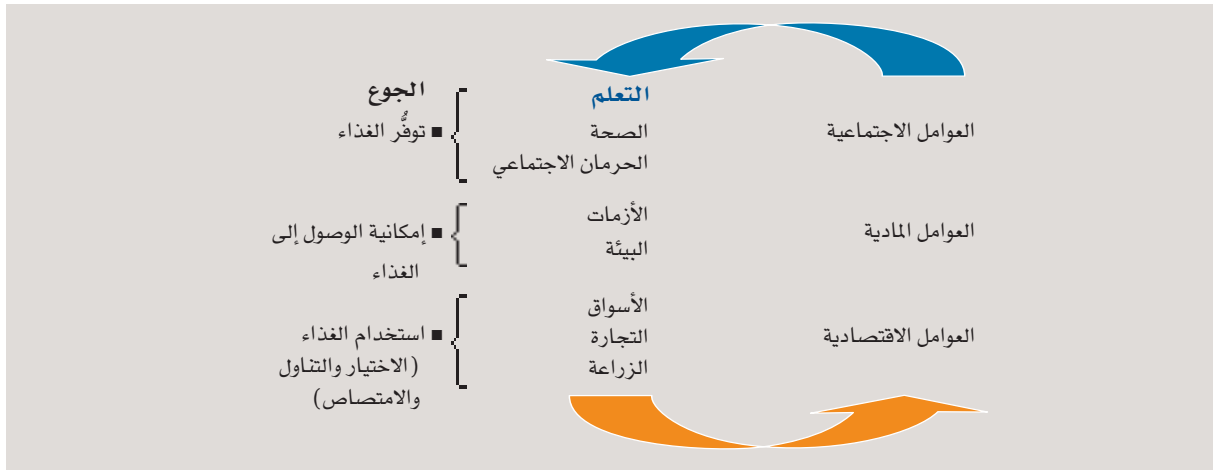 التعلم
الجوع
العوامل الاجتماعية
الصحة
الحرمان الاجتماعي
■ توفُّر الغذاء
العوامل المادية
الأزمات
البيئة
■ إمكانية الوصول إلى
الغذاء
العوامل الاقتصادية
الأسواق
التجارة
الزراعة
■ استخدام الغذاء
(الاختيار والتناول
والامتصاص)